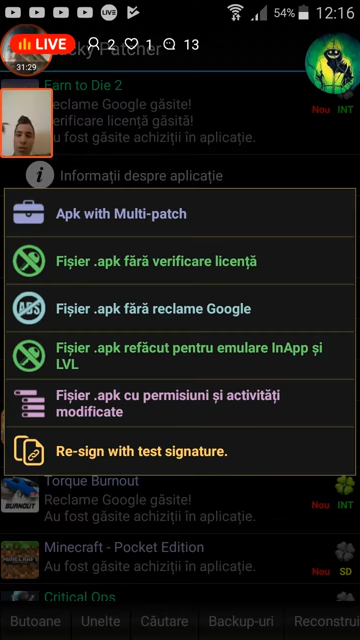 LIVE
54%
12:16
LIVE
2
1
13
Patcher
31:29
Earn to Die 2
Reclame Google găsite!
verificare licență găsită!
Au fost găsite achiziții în aplicație.
Nou
INT
Informații despre aplicație
Apk with Multi-patch
Fișier .apk fără verificare licență
ADS
Fișier .apk fără reclame Google
Fișier .apk refăcut pentru emulare InApp și
LVL
Fișier .apk cu permisiuni și activități
modificate
Re-sign with test signature.
Torque Burnout
BURNOUT
Reclame Google găsite!
Au fost găsite achiziții în aplicație.
Nou
INT
Minecraft - Pocket Edition
Au fost găsite achiziții în aplicație.
Nou
SD
Critical Ops
Butoane
Unelte
Căutare
Backup-uri
Reconstrui